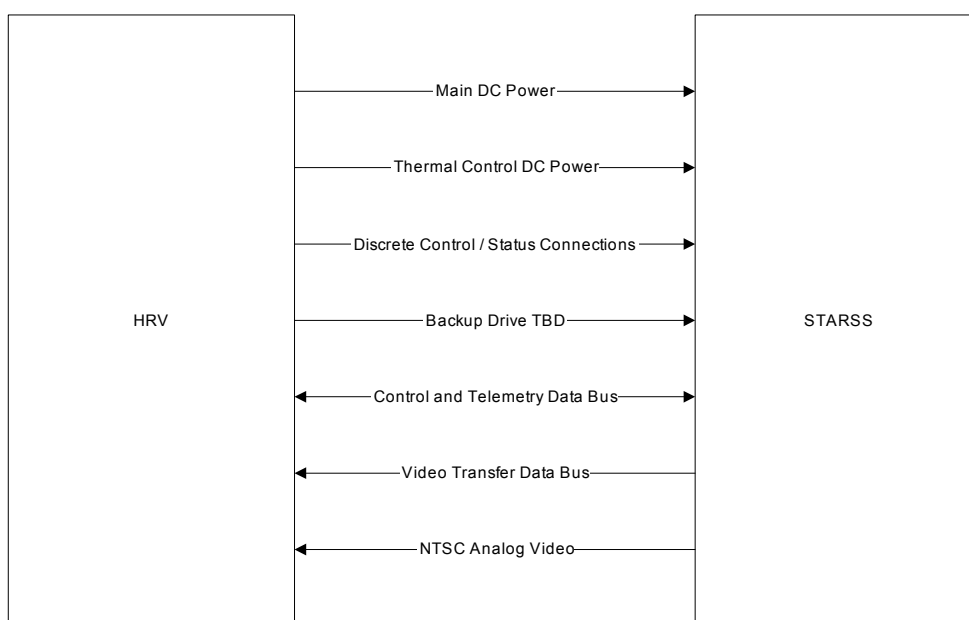 Main DC Power
Thermal Control DC Power
Discrete Control / Status Connections
HRV
Backup Drive TBD
STARSS
Control and Telemetry Data Bus
Video Transfer Data Bus
NTSC Analog Video